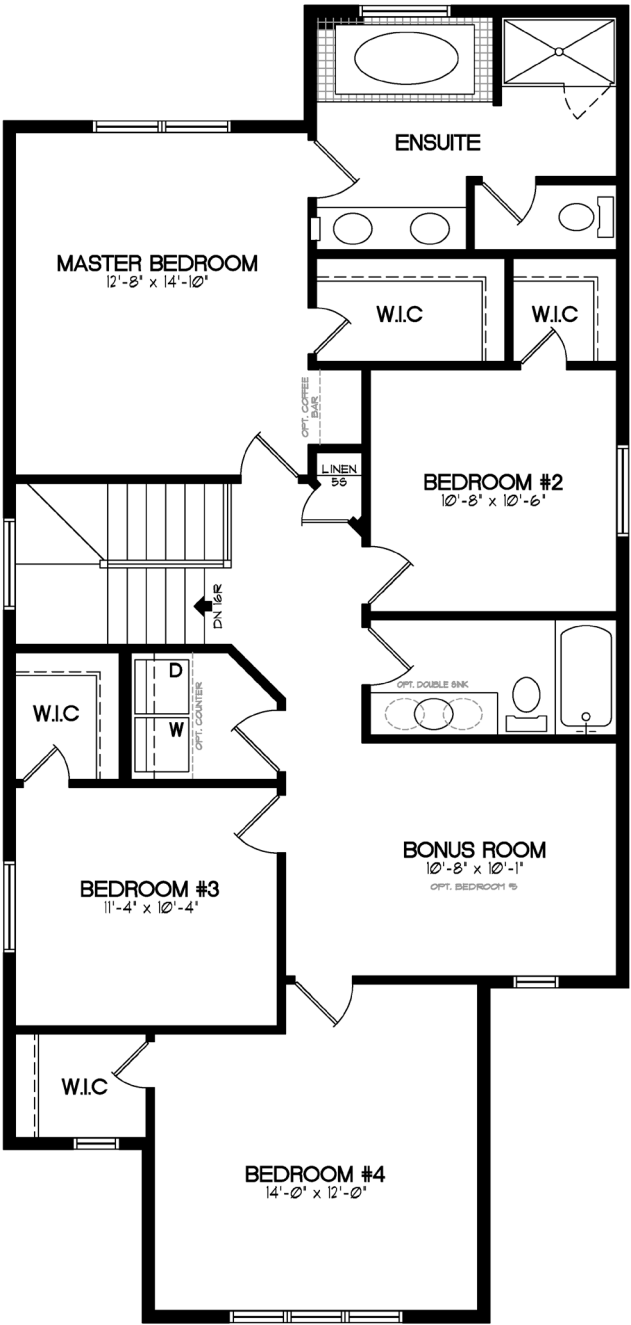 ENSUITE
MASTER BEDROOM
12'-8" x 14'-10"
W.I.C
W.I.C
OPT. COFFEE
BAR
LINEN
5S
BEDROOM #2
10'-8" x 10'-6"
DN 16R
OPT. DOUBLE SINK
W.I.C
D
W
OPT. COUNTER
BONUS ROOM
10'-8" x 10'-1"
OPT. BEDROOM #5
BEDROOM #3
11'-4" x 10'-4"
W.I.C
BEDROOM #4
14'-0" x 12'-0"